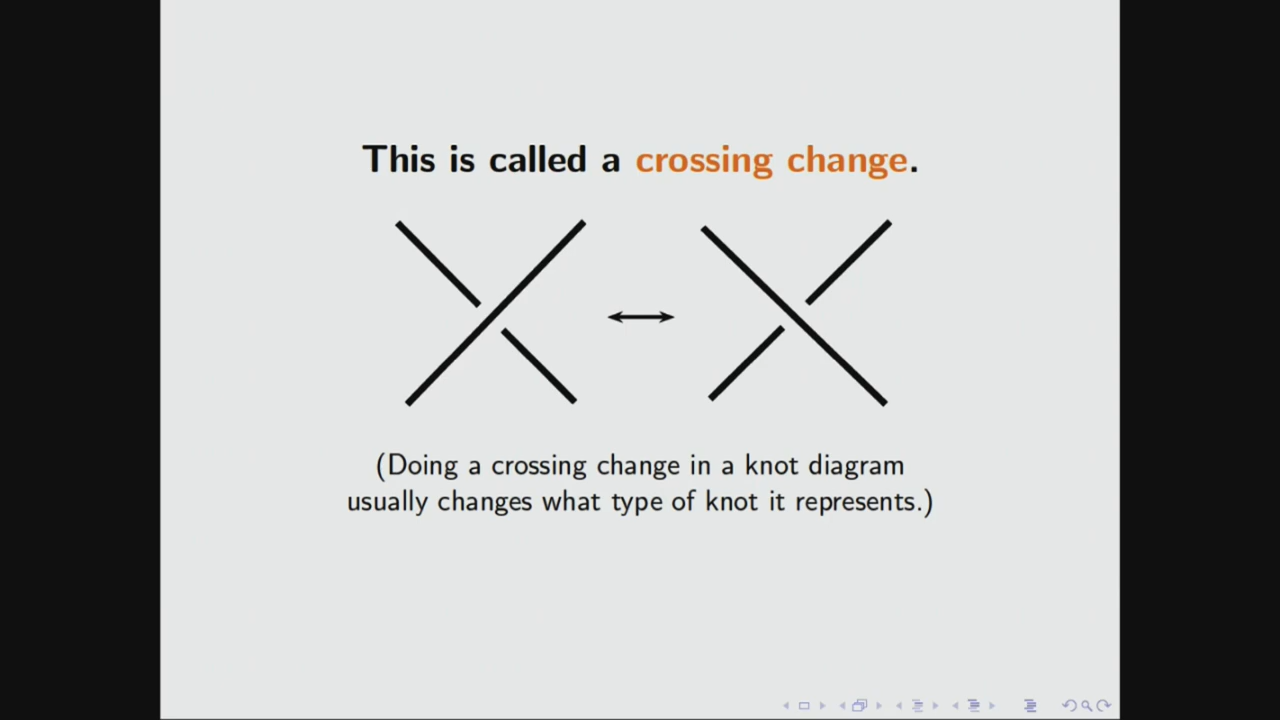 This is called a crossing change.
(Doing a crossing change in a knot diagram
usually changes what type of knot it represents.)